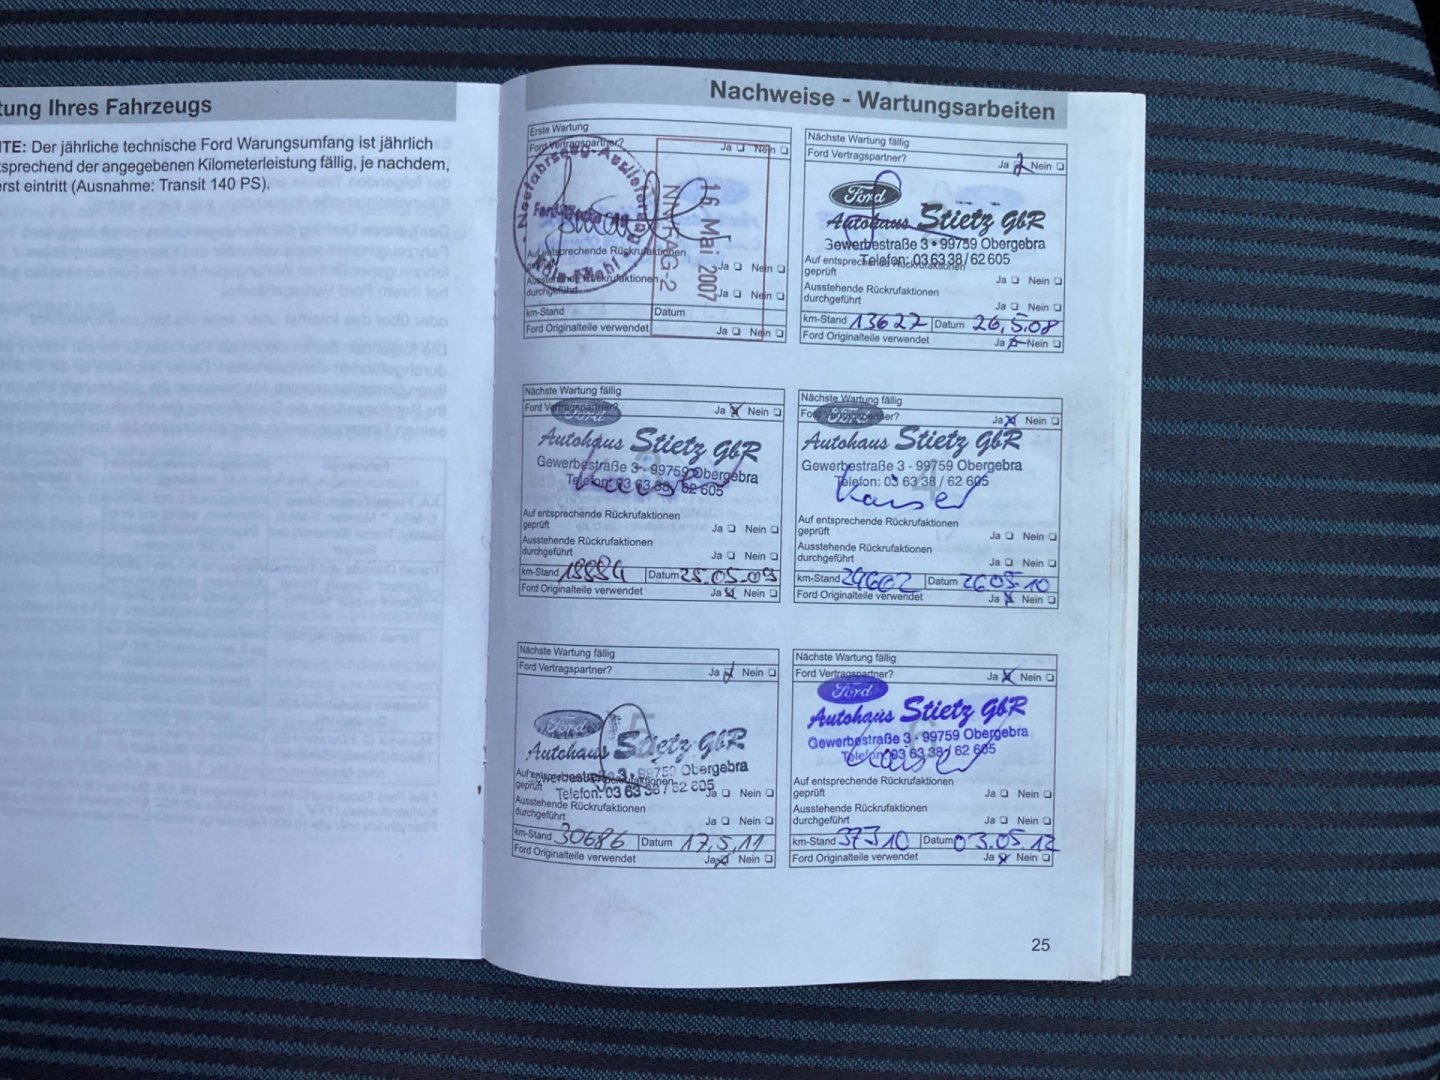 tung Ihres Fahrzeugs
ITE: Der jährliche technische Ford Warungsumfang ist jährlich
tsprechend der angegebenen Kilometerleistung fällig, je nachdem,
erst eintritt (Ausnahme: Transit 140 PS).
Nachweise - Wartungsarbeiten
Erste Wartung
Ford Vertragspartner? Ja Nein
Neufahrzeug-Auslieferung
16. Mai 2007
NNKAG-2
Auf entsprechende Rückrufaktionen
geprüft Ja Nein
Ausstehende Rückrufaktionen
durchgeführt Ja Nein
km-Stand Datum
Ford Originalteile verwendet Ja Nein
Nächste Wartung fällig
Ford Vertragspartner? Ja Nein
Ford
Autohaus Stietz GbR
Gewerbestraße 3 • 99759 Obergebra
Telefon: 03 63 38 / 62 605
Auf entsprechende Rückrufaktionen
geprüft Ja Nein
Ausstehende Rückrufaktionen
durchgeführt Ja Nein
km-Stand 13627 Datum 26,5,08
Ford Originalteile verwendet Ja Nein
Nächste Wartung fällig
Ford Vertragspartner? Ja Nein
Ford
Autohaus Stietz GbR
Gewerbestraße 3 - 99759 Obergebra
Telefon: 03 63 38 / 62 605
Auf entsprechende Rückrufaktionen
geprüft Ja Nein
Ausstehende Rückrufaktionen
durchgeführt Ja Nein
km-Stand 18884 Datum 25.05.09
Ford Originalteile verwendet Ja Nein
Nächste Wartung fällig
Ford Vertragspartner? Ja Nein
Ford
Autohaus Stietz GbR
Gewerbestraße 3 - 99759 Obergebra
Telefon: 03 63 38 / 62 605
Kaiser
Auf entsprechende Rückrufaktionen
geprüft Ja Nein
Ausstehende Rückrufaktionen
durchgeführt Ja Nein
km-Stand 24602 Datum 26 05 10
Ford Originalteile verwendet Ja Nein
Nächste Wartung fällig
Ford Vertragspartner? Ja Nein
Ford
Autohaus Stietz GbR
Gewerbestraße 3 - 99759 Obergebra
Telefon: 03 63 38 / 62 605
Auf entsprechende Rückrufaktionen
geprüft Ja Nein
Ausstehende Rückrufaktionen
durchgeführt Ja Nein
km-Stand 30686 Datum 17,5,11
Ford Originalteile verwendet Ja Nein
Nächste Wartung fällig
Ford Vertragspartner? Ja Nein
Ford
Autohaus Stietz GbR
Gewerbestraße 3 - 99759 Obergebra
Telefon: 03 63 38 / 62 605
Kaiser
Auf entsprechende Rückrufaktionen
geprüft Ja Nein
Ausstehende Rückrufaktionen
durchgeführt Ja Nein
km-Stand 37310 Datum 03.05.12
Ford Originalteile verwendet Ja Nein
25